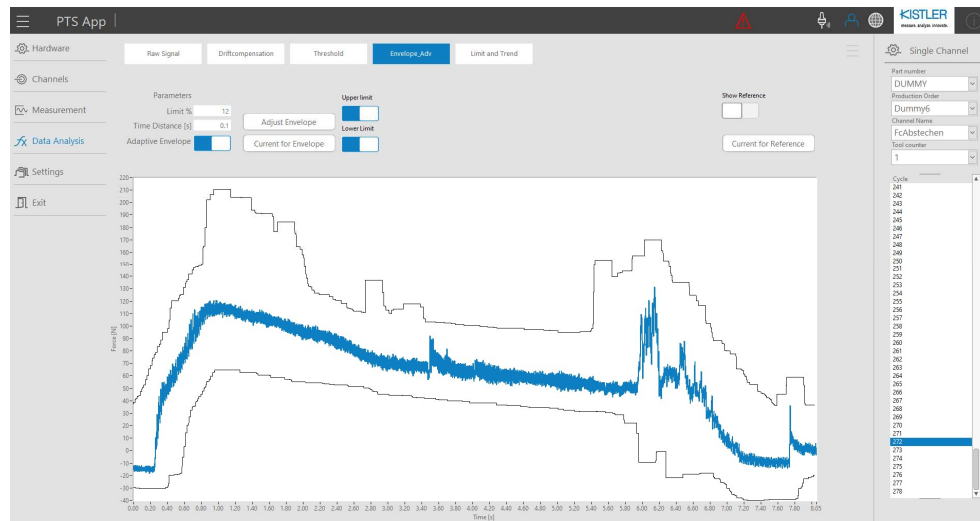 PTS App
KISTLER
measure. analyze. innovate.
Hardware
Channels
Measurement
Data Analysis
Settings
Exit
Raw Signal
Driftcompensation
Threshold
Envelope_Adv
Limit and Trend
Parameters
Limit % 12
Time Distance [s] 0.1
Adaptive Envelope
Adjust Envelope
Current for Envelope
Upper limit
Lower Limit
Show Reference
Current for Reference
Single Channel
Part number
DUMMY
Production Order
Dummy6
Channel Name
FcAbstechen
Tool counter
1
Cycle
241
242
243
244
245
246
247
248
249
250
251
252
253
254
255
256
257
258
259
260
261
262
263
264
265
266
267
268
269
270
271
272
273
274
275
276
277
278
Force [N]
220
210
200
190
180
170
160
150
140
130
120
110
100
90
80
70
60
50
40
30
20
10
0
-10
-20
-30
-40
0.00 0.20 0.40 0.60 0.80 1.00 1.20 1.40 1.60 1.80 2.00 2.20 2.40 2.60 2.80 3.00 3.20 3.40 3.60 3.80 4.00 4.20 4.40 4.60 4.80 5.00 5.20 5.40 5.60 5.80 6.00 6.20 6.40 6.60 6.80 7.00 7.20 7.40 7.60 7.80 8.05
Time [s]